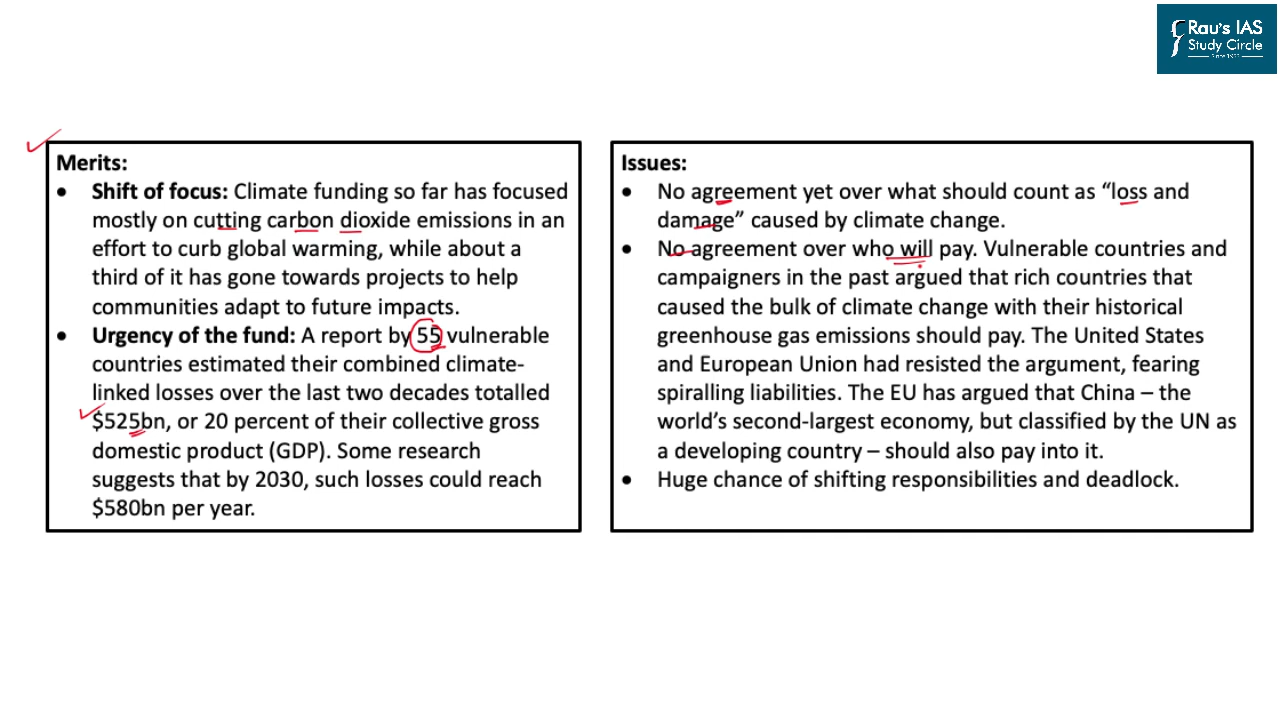 Rau's IAS
Study Circle
Since 1953
Merits:
• Shift of focus: Climate funding so far has focused
mostly on cutting carbon dioxide emissions in an
effort to curb global warming, while about a
third of it has gone towards projects to help
communities adapt to future impacts.
• Urgency of the fund: A report by 55 vulnerable
countries estimated their combined climate-
linked losses over the last two decades totalled
$525bn, or 20 percent of their collective gross
domestic product (GDP). Some research
suggests that by 2030, such losses could reach
$580bn per year.
Issues:
• No agreement yet over what should count as “loss and
damage” caused by climate change.
• No agreement over who will pay. Vulnerable countries and
campaigners in the past argued that rich countries that
caused the bulk of climate change with their historical
greenhouse gas emissions should pay. The United States
and European Union had resisted the argument, fearing
spiralling liabilities. The EU has argued that China – the
world’s second-largest economy, but classified by the UN as
a developing country – should also pay into it.
• Huge chance of shifting responsibilities and deadlock.